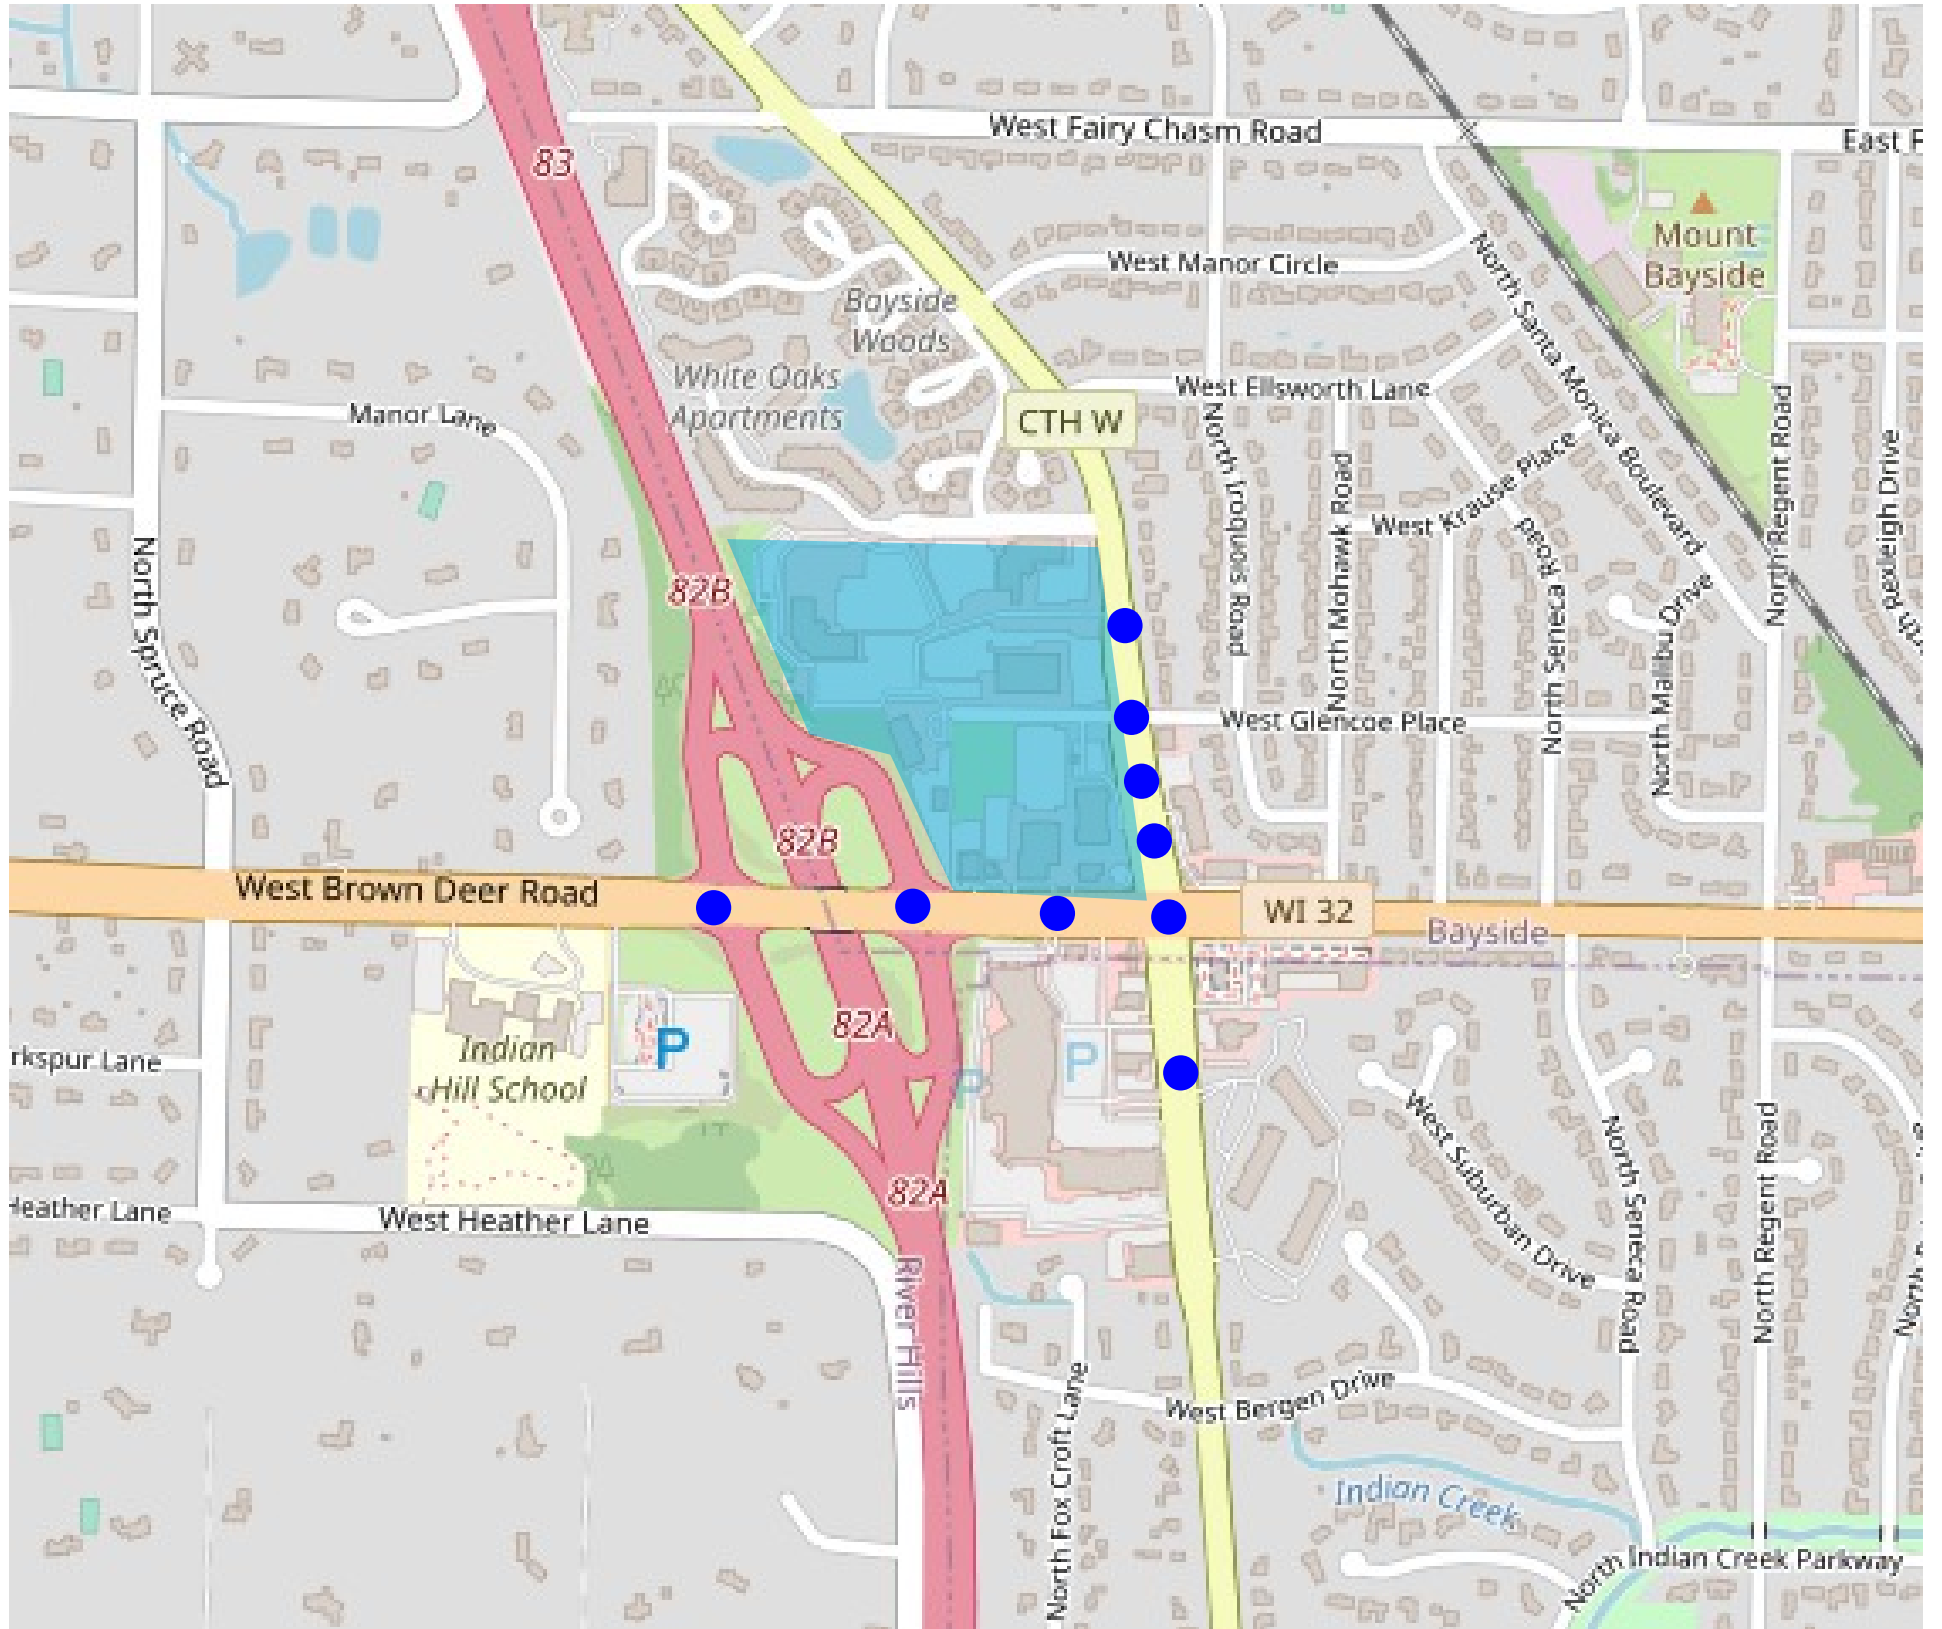 83
West Fairy Chasm Road
East F
Mount
Bayside
West Manor Circle
North Santa Monica Boulevard
Bayside
Woods
White Oaks
Apartments
CTH W
West Ellsworth Lane
Manor Lane
North Iroquois Road
North Mohawk Road
West Krause Place
North Regent Road
North Rexleigh Drive
North Spruce Road
82B
North Seneca Road
North Malibu Drive
West Glencoe Place
82B
West Brown Deer Road
WI 32
Bayside
82A
P
P
P
Indian
Hill School
rkspur Lane
West Suburban Drive
North Seneca Road
North Regent Road
82A
Heather Lane
West Heather Lane
River Hills
West Bergen Drive
North Fox Croft Lane
Indian Creek
North Indian Creek Parkway